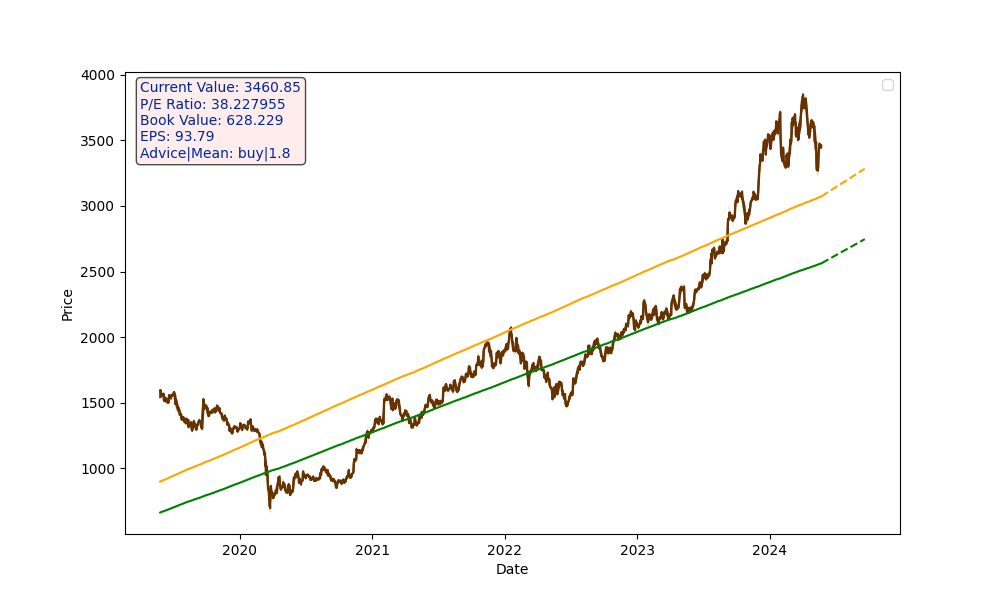 4000
3500
3000
2500
2000
1500
1000
Price
Current Value: 3460.85
P/E Ratio: 38.227955
Book Value: 628.229
EPS: 93.79
Advice|Mean: buy|1.8
2020 2021 2022 2023 2024
Date